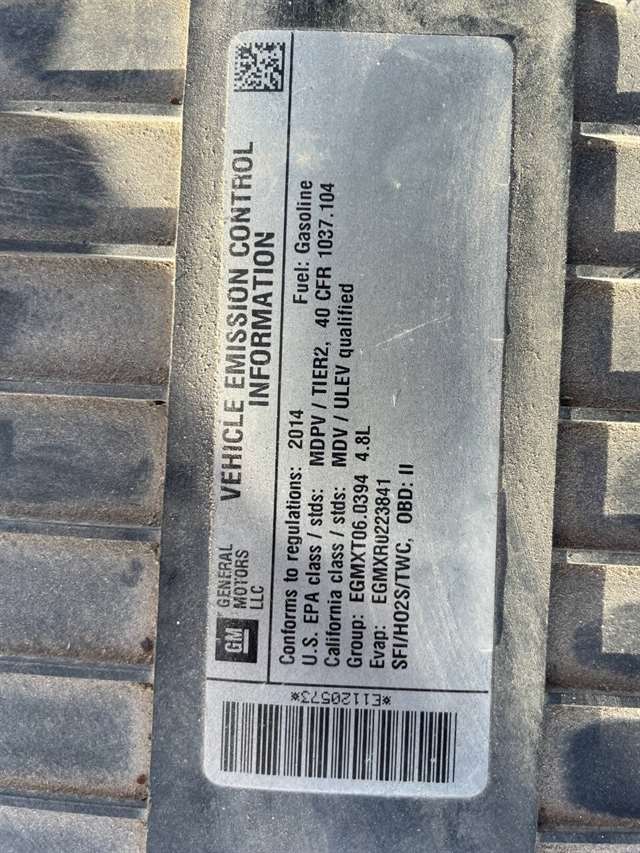 GM
GENERAL
MOTORS
LLC
VEHICLE EMISSION CONTROL
INFORMATION
Conforms to regulations: 2014 Fuel: Gasoline
U.S. EPA class / stds: MDPV / TIER2, 40 CFR 1037.104
California class / stds: MDV / ULEV qualified
Group: EGMXT06.0394 4.8L
Evap: EGMXR0223841
SFI/HO2S/TWC, OBD: II
*E1120573*